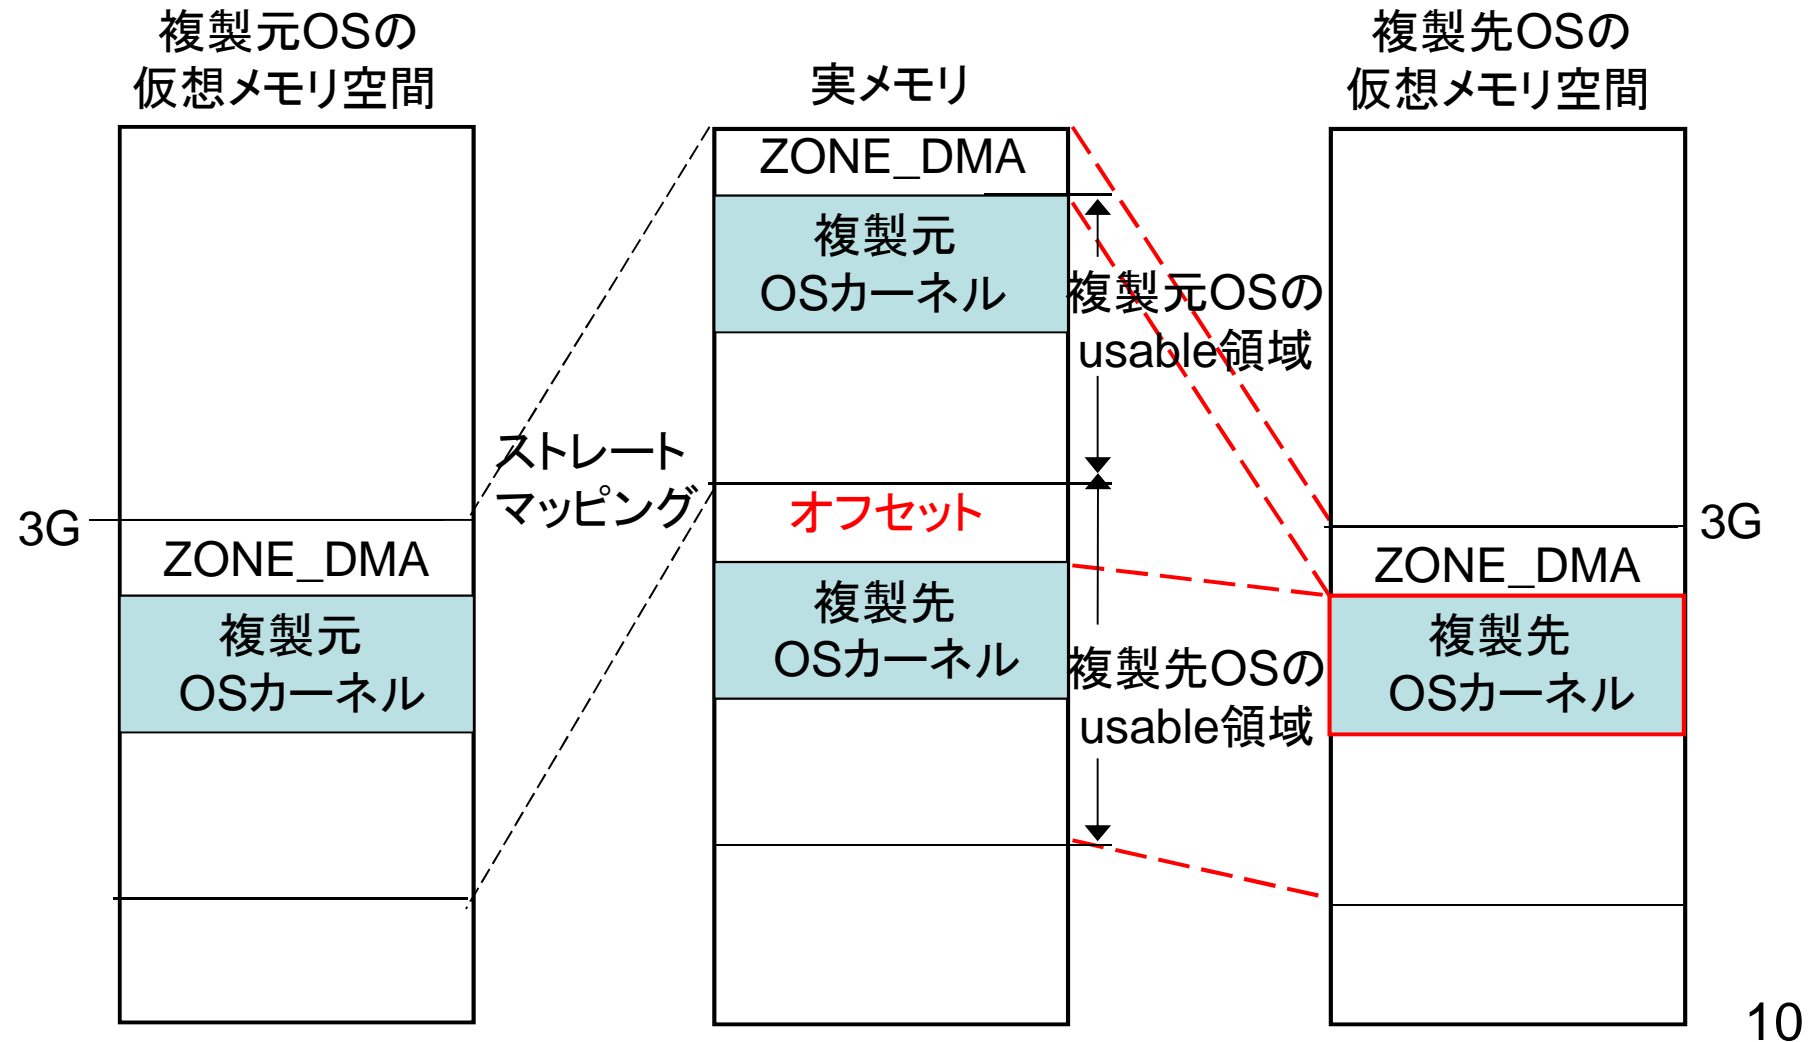 複製元OSの
仮想メモリ空間
3G
ZONE_DMA
複製元
OSカーネル
ストレート
マッピング
実メモリ
ZONE_DMA
複製元
OSカーネル
複製元OSの
usable領域
オフセット
複製先
OSカーネル
複製先OSの
usable領域
複製先OSの
仮想メモリ空間
3G
ZONE_DMA
複製先
OSカーネル
10